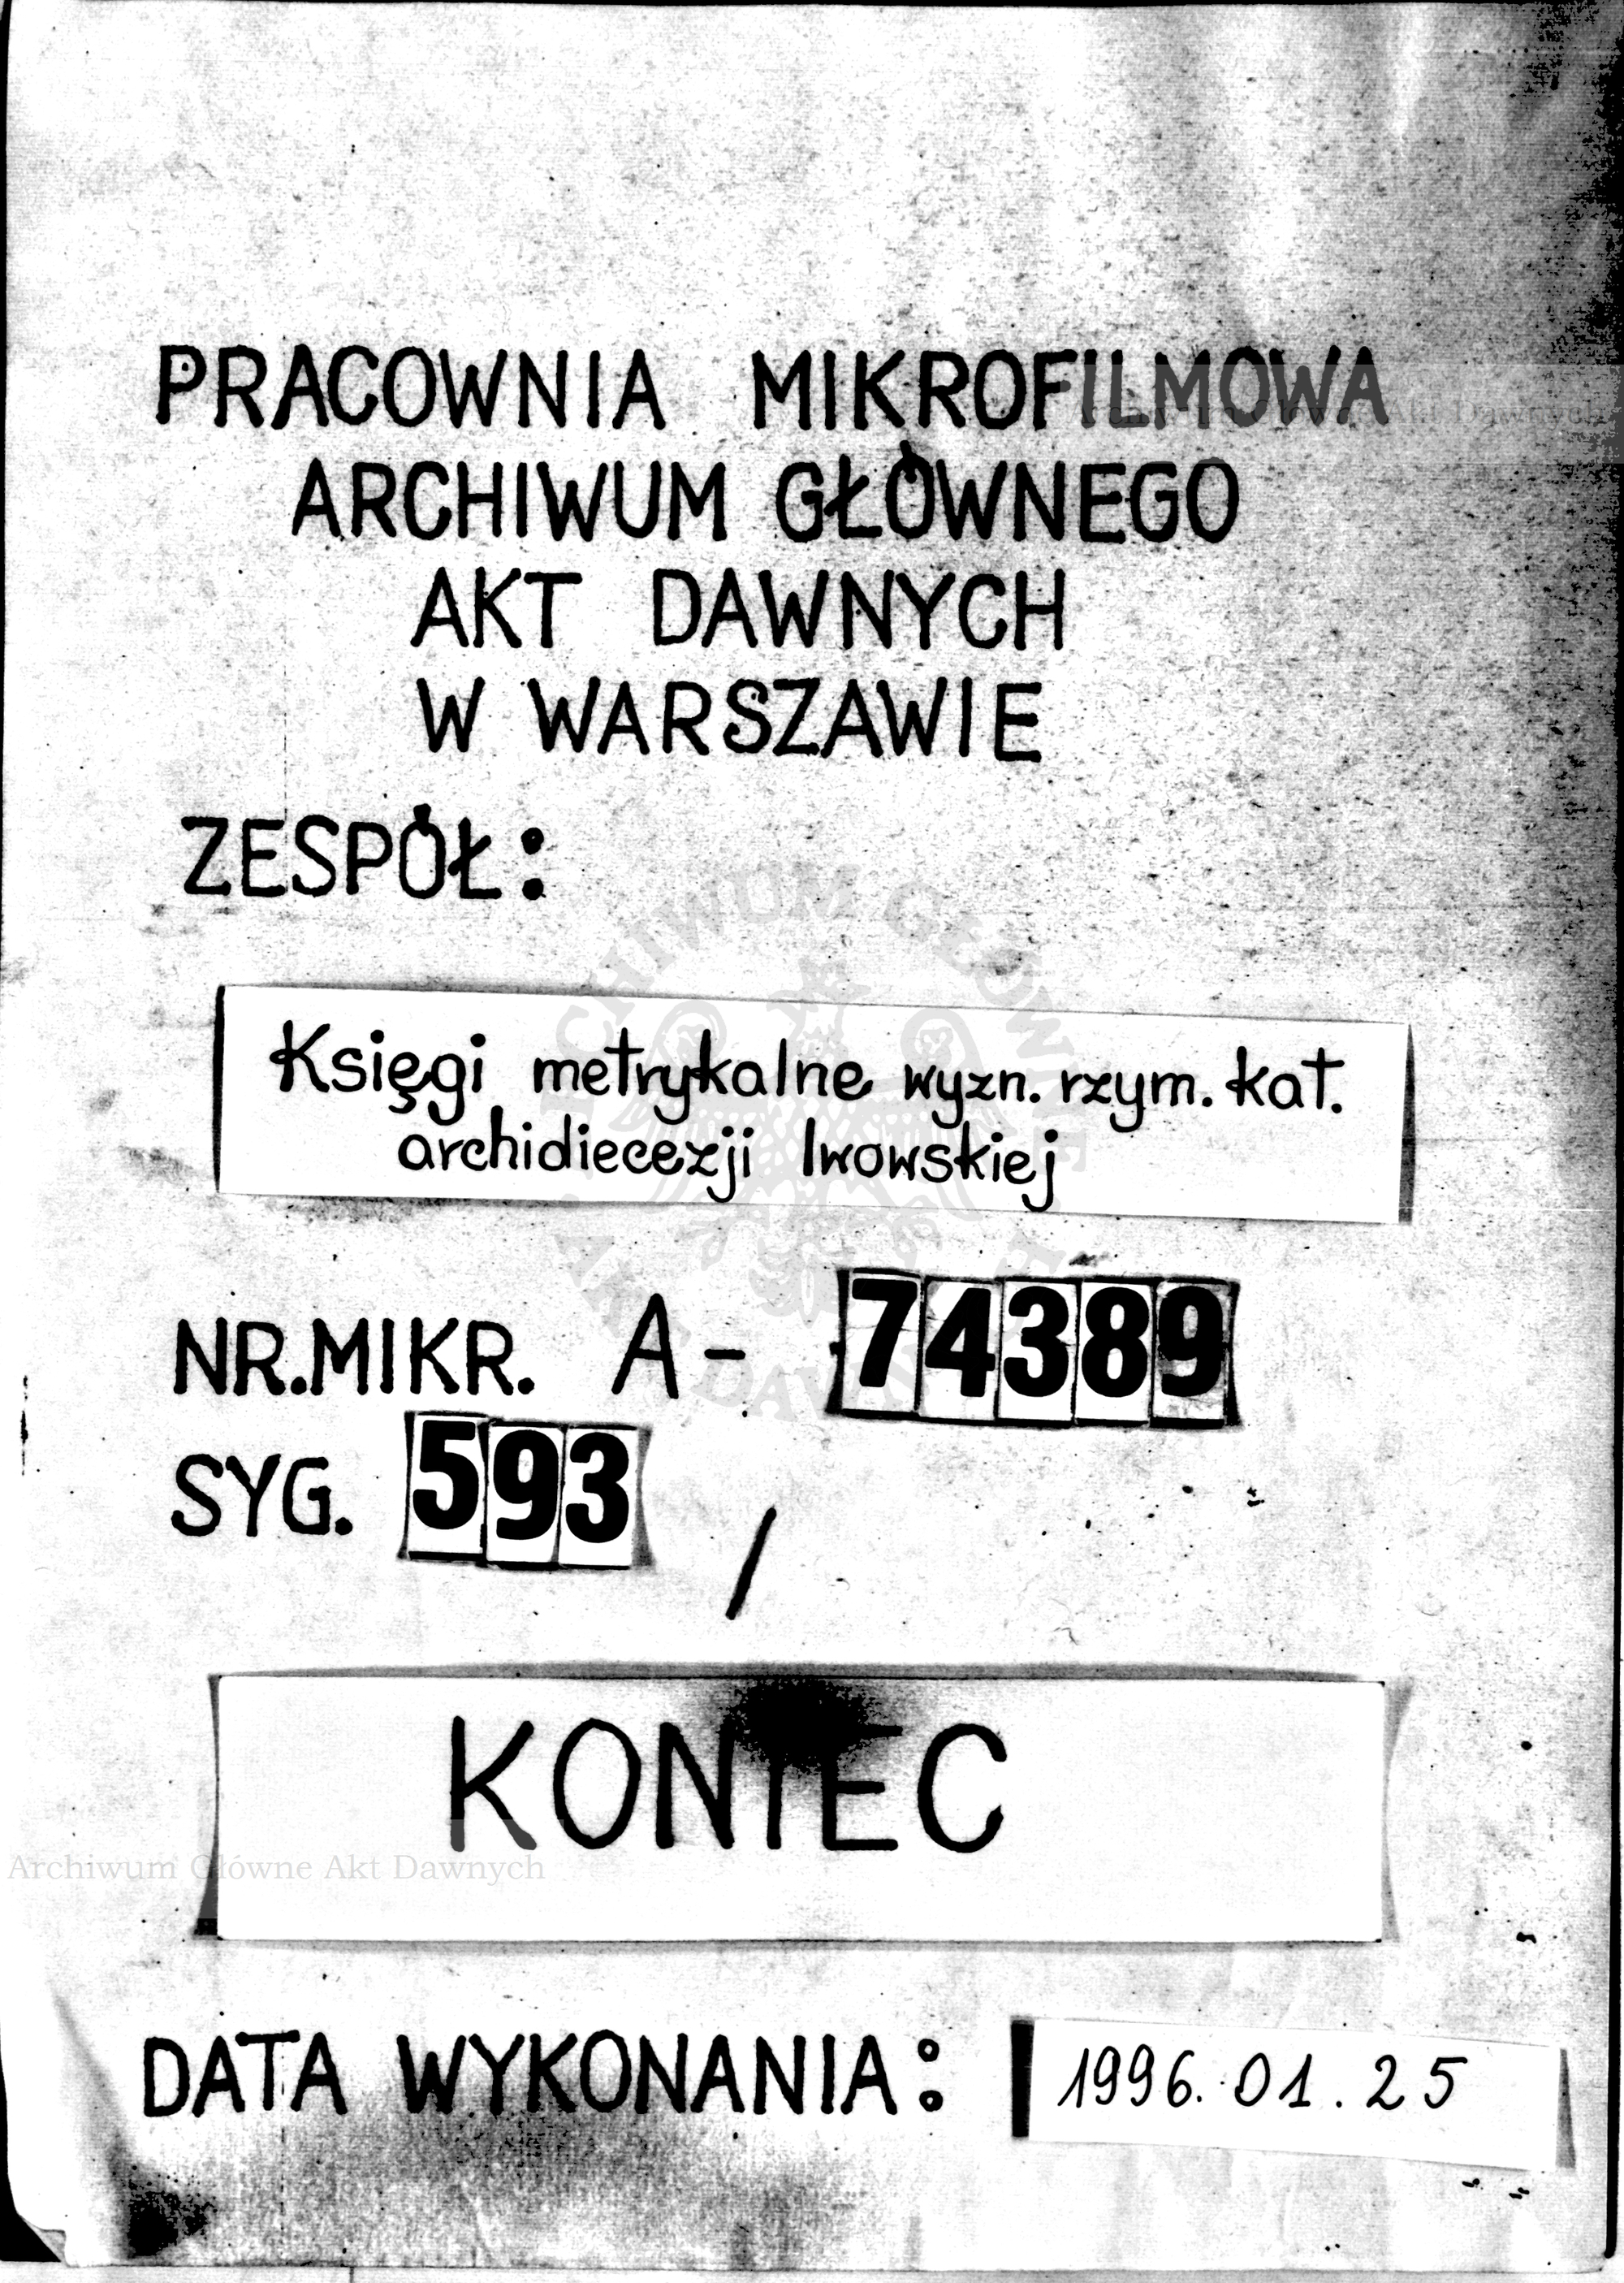 PRACOWNIA MIKROFILMOWA
ARCHIWUM GŁÓWNEGO
AKT DAWNYCH
W WARSZAWIE
ZESPÓŁ:
Księgi metrykalne wyzn. rzym. kat.
archidiecezji lwowskiej
NR.MIKR. A- 74389
SYG. 593 /
KONIEC
Archiwum Główne Akt Dawnych
DATA WYKONANIA: 1996.01.25